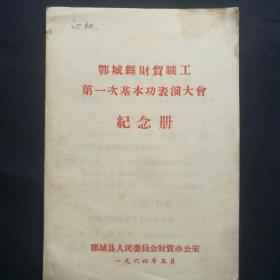 鄂城縣財貿職工
第一次基本功表演大會
紀念册
鄂城县人民委員会財貿办公室
一九六四年五月